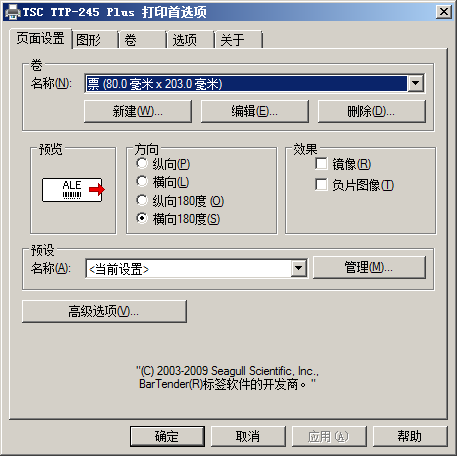 TSC TTP-245 Plus 打印首选项
页面设置 图形 卷 选项 关于
卷
名称(N): 票 (80.0 毫米 x 203.0 毫米)
新建(W)... 编辑(E)... 删除(D)...
预览 方向 效果
ALE
纵向(P)
横向(L)
纵向180度 (O)
横向180度(S)
镜像(R)
负片图像(T)
预设
名称(A): <当前设置> 管理(M)...
高级选项(V)...
"(C) 2003-2009 Seagull Scientific, Inc.,
BarTender(R)标签软件的开发商。"
确定 取消 应用 (A) 帮助